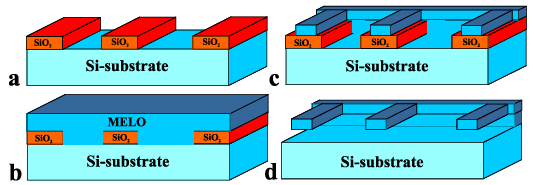 SiO2 SiO2 SiO2
Si-substrate
a
MELO
SiO2 SiO2 SiO2
Si-substrate
b
SiO2 SiO2 SiO2
Si-substrate
c
Si-substrate
d